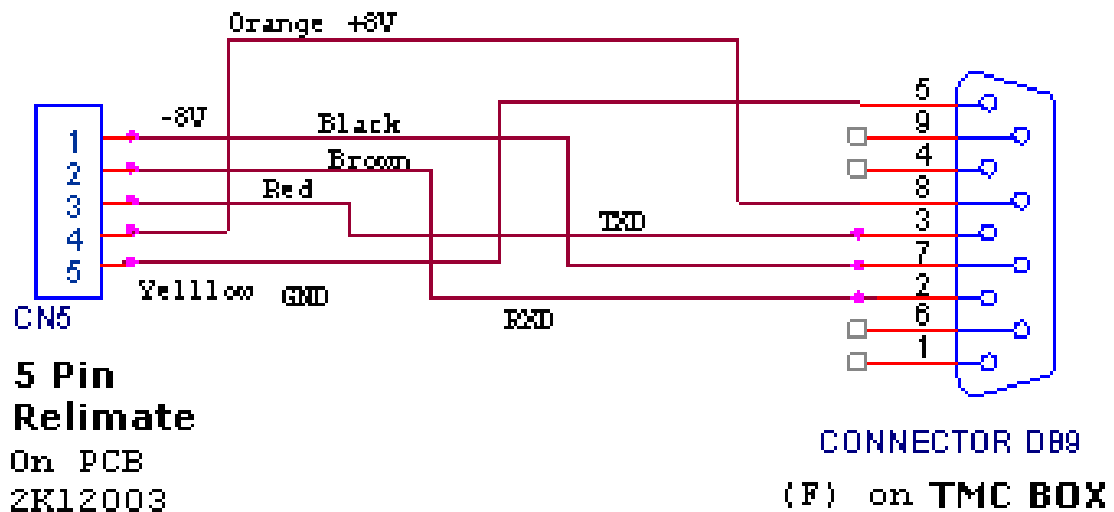 Orange +8V
-8V
Black
Brown
Red
Yelllow
GND
TXD
RXD
1
2
3
4
5
CN5
5 Pin
Relimate
On PCB
2K12003
5
9
4
8
3
7
2
6
1
CONNECTOR DB9
(F) on TMC BOX